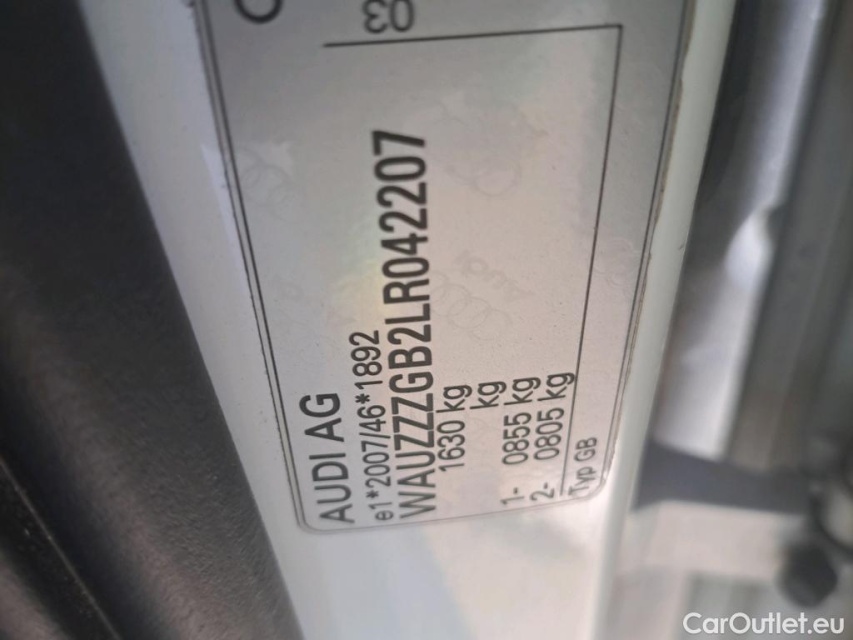 AUDI AG
e1*2007/46*1892
WAUZZZGB2LR042207
1630 kg
kg
1- 0855 kg
2- 0805 kg
Typ GB
CarOutlet.eu